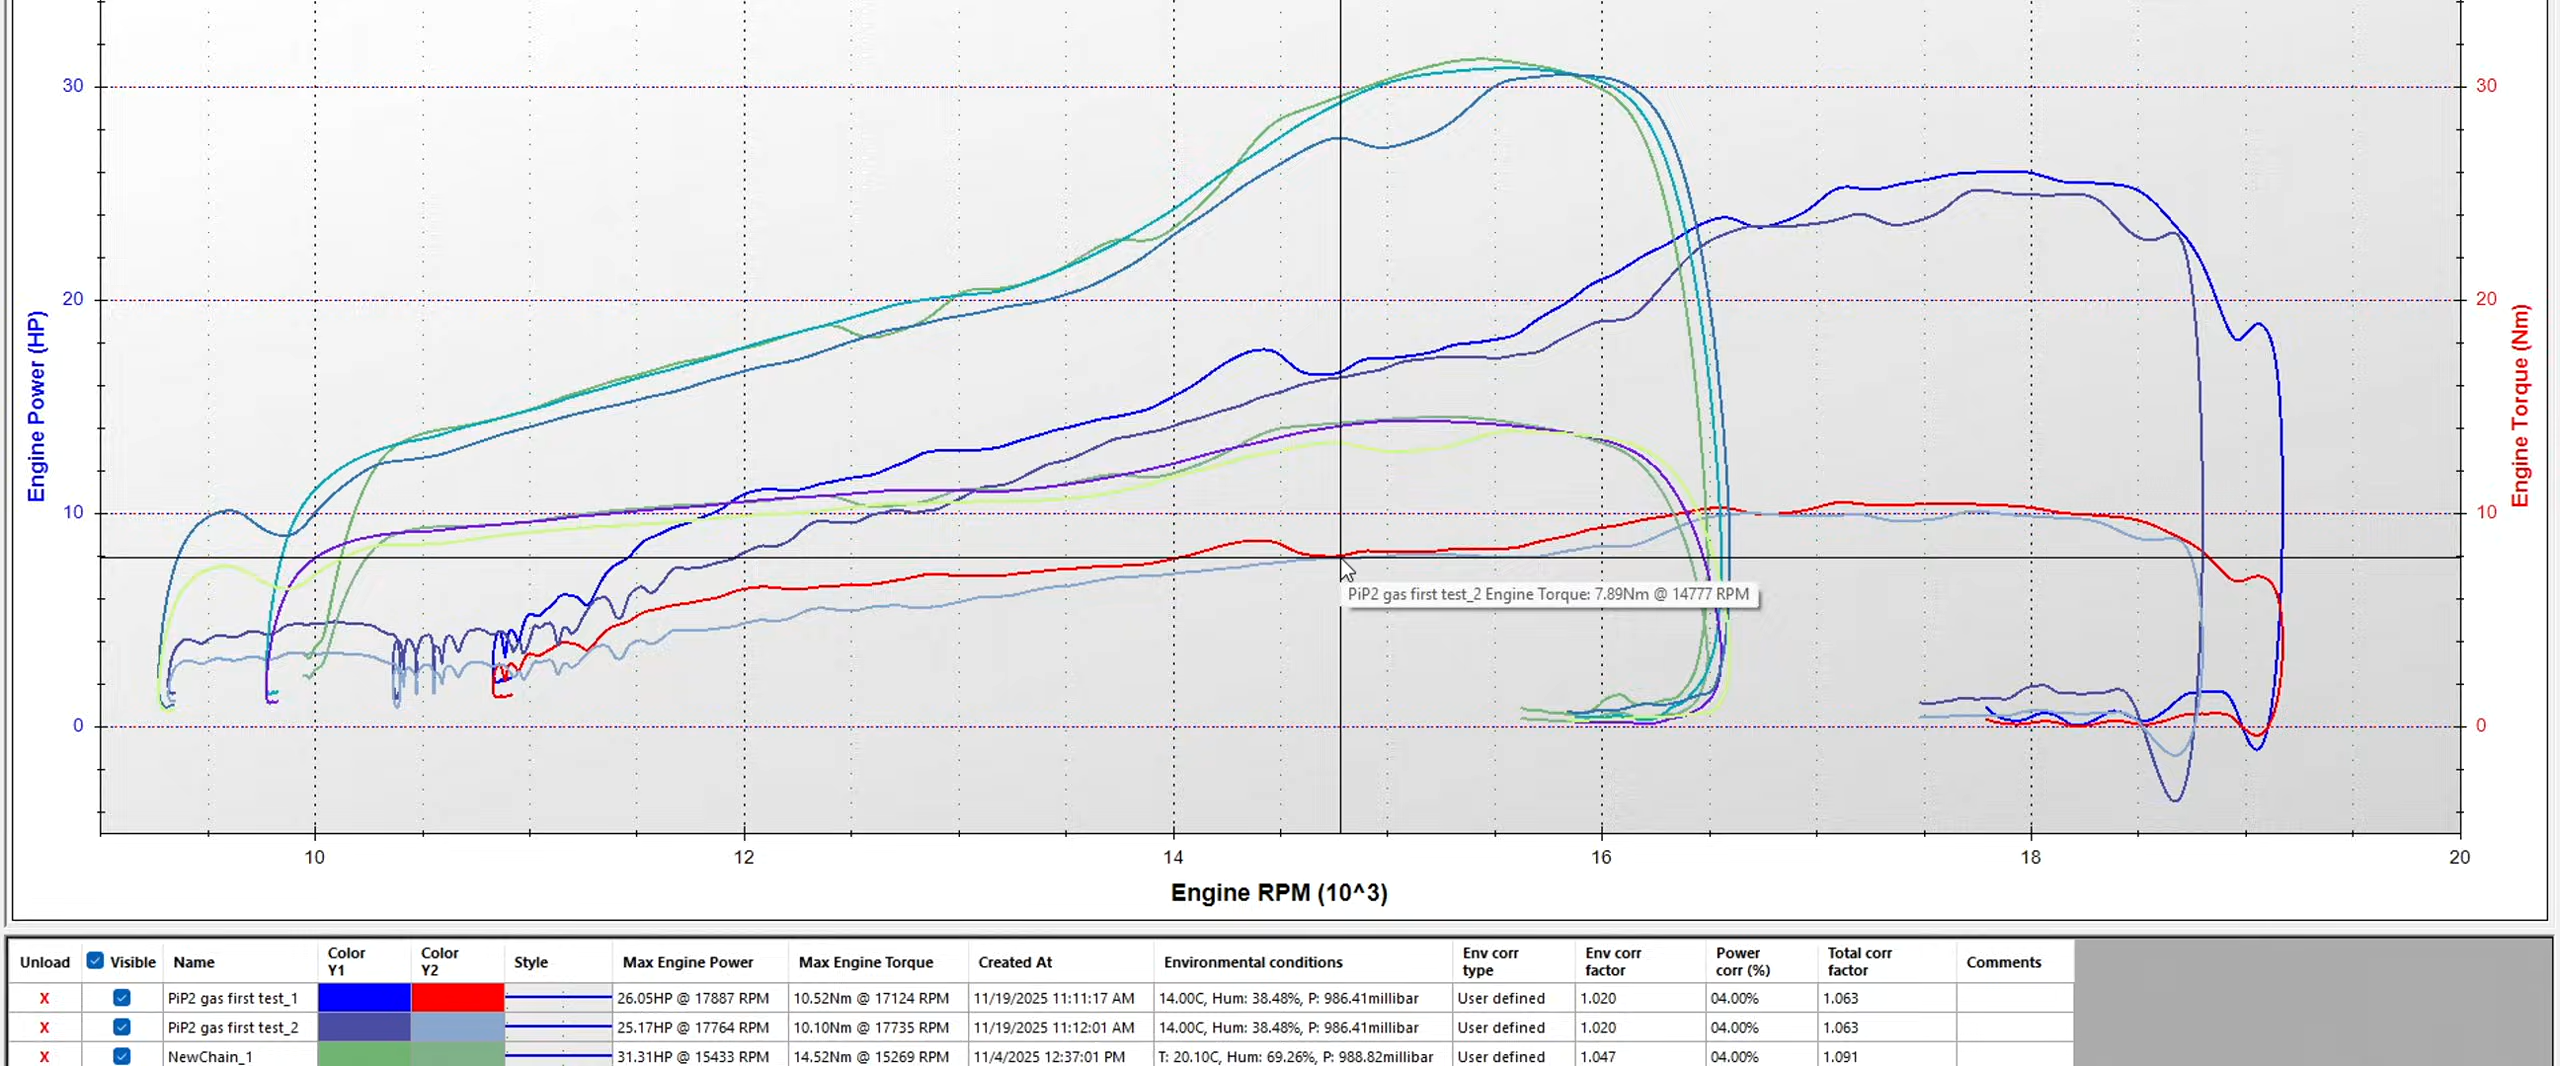 30
30
20
20
10
10
0
0
Engine Power (HP)
Engine Torque (Nm)
PiP2 gas first test_2 Engine Torque: 7.89Nm @ 14777 RPM
10 12 14 16 18 20
Engine RPM (10^3)
Unload Visible Name Color Y1 Color Y2 Style Max Engine Power Max Engine Torque Created At Environmental conditions Env corr type Env corr factor Power corr (%) Total corr factor Comments
X PiP2 gas first test_1 26.05HP @ 17887 RPM 10.52Nm @ 17124 RPM 11/19/2025 11:11:17 AM 14.00C, Hum: 38.48%, P: 986.41millibar User defined 1.020 04.00% 1.063
X PiP2 gas first test_2 25.17HP @ 17764 RPM 10.10Nm @ 17735 RPM 11/19/2025 11:12:01 AM 14.00C, Hum: 38.48%, P: 986.41millibar User defined 1.020 04.00% 1.063
X NewChain_1 31.31HP @ 15433 RPM 14.52Nm @ 15269 RPM 11/4/2025 12:37:01 PM T: 20.10C, Hum: 69.26%, P: 988.82millibar User defined 1.047 04.00% 1.091